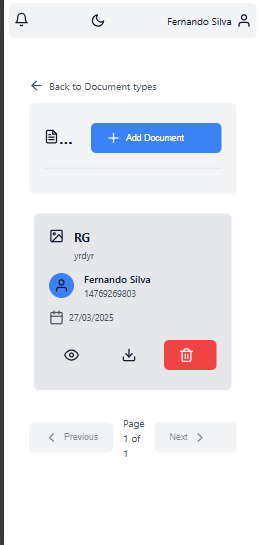 Fernando Silva
Back to Document types
...
Add Document
RG
yrdyr
Fernando Silva
14769269803
27/03/2025
Previous
Page
1 of
1
Next